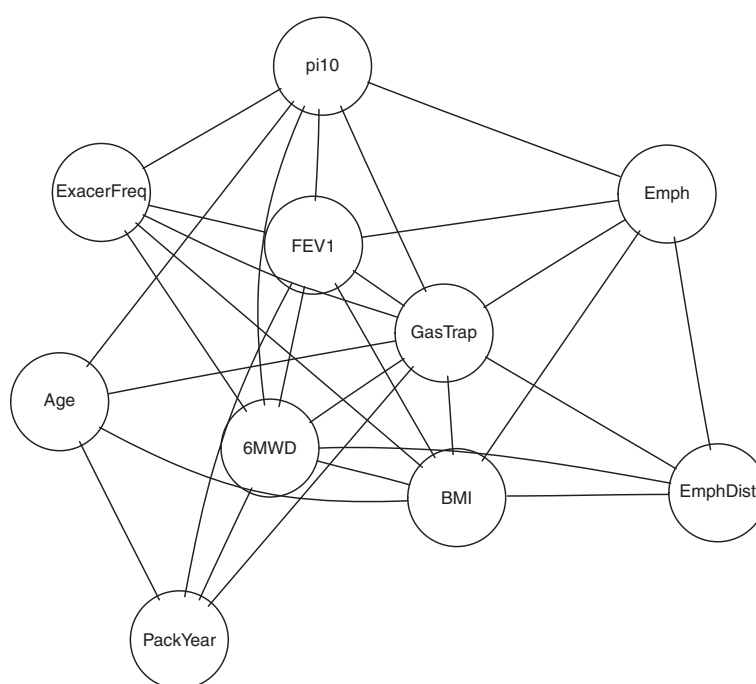 pi10
ExacerFreq
Emph
FEV1
GasTrap
Age
6MWD
BMI
EmphDist
PackYear